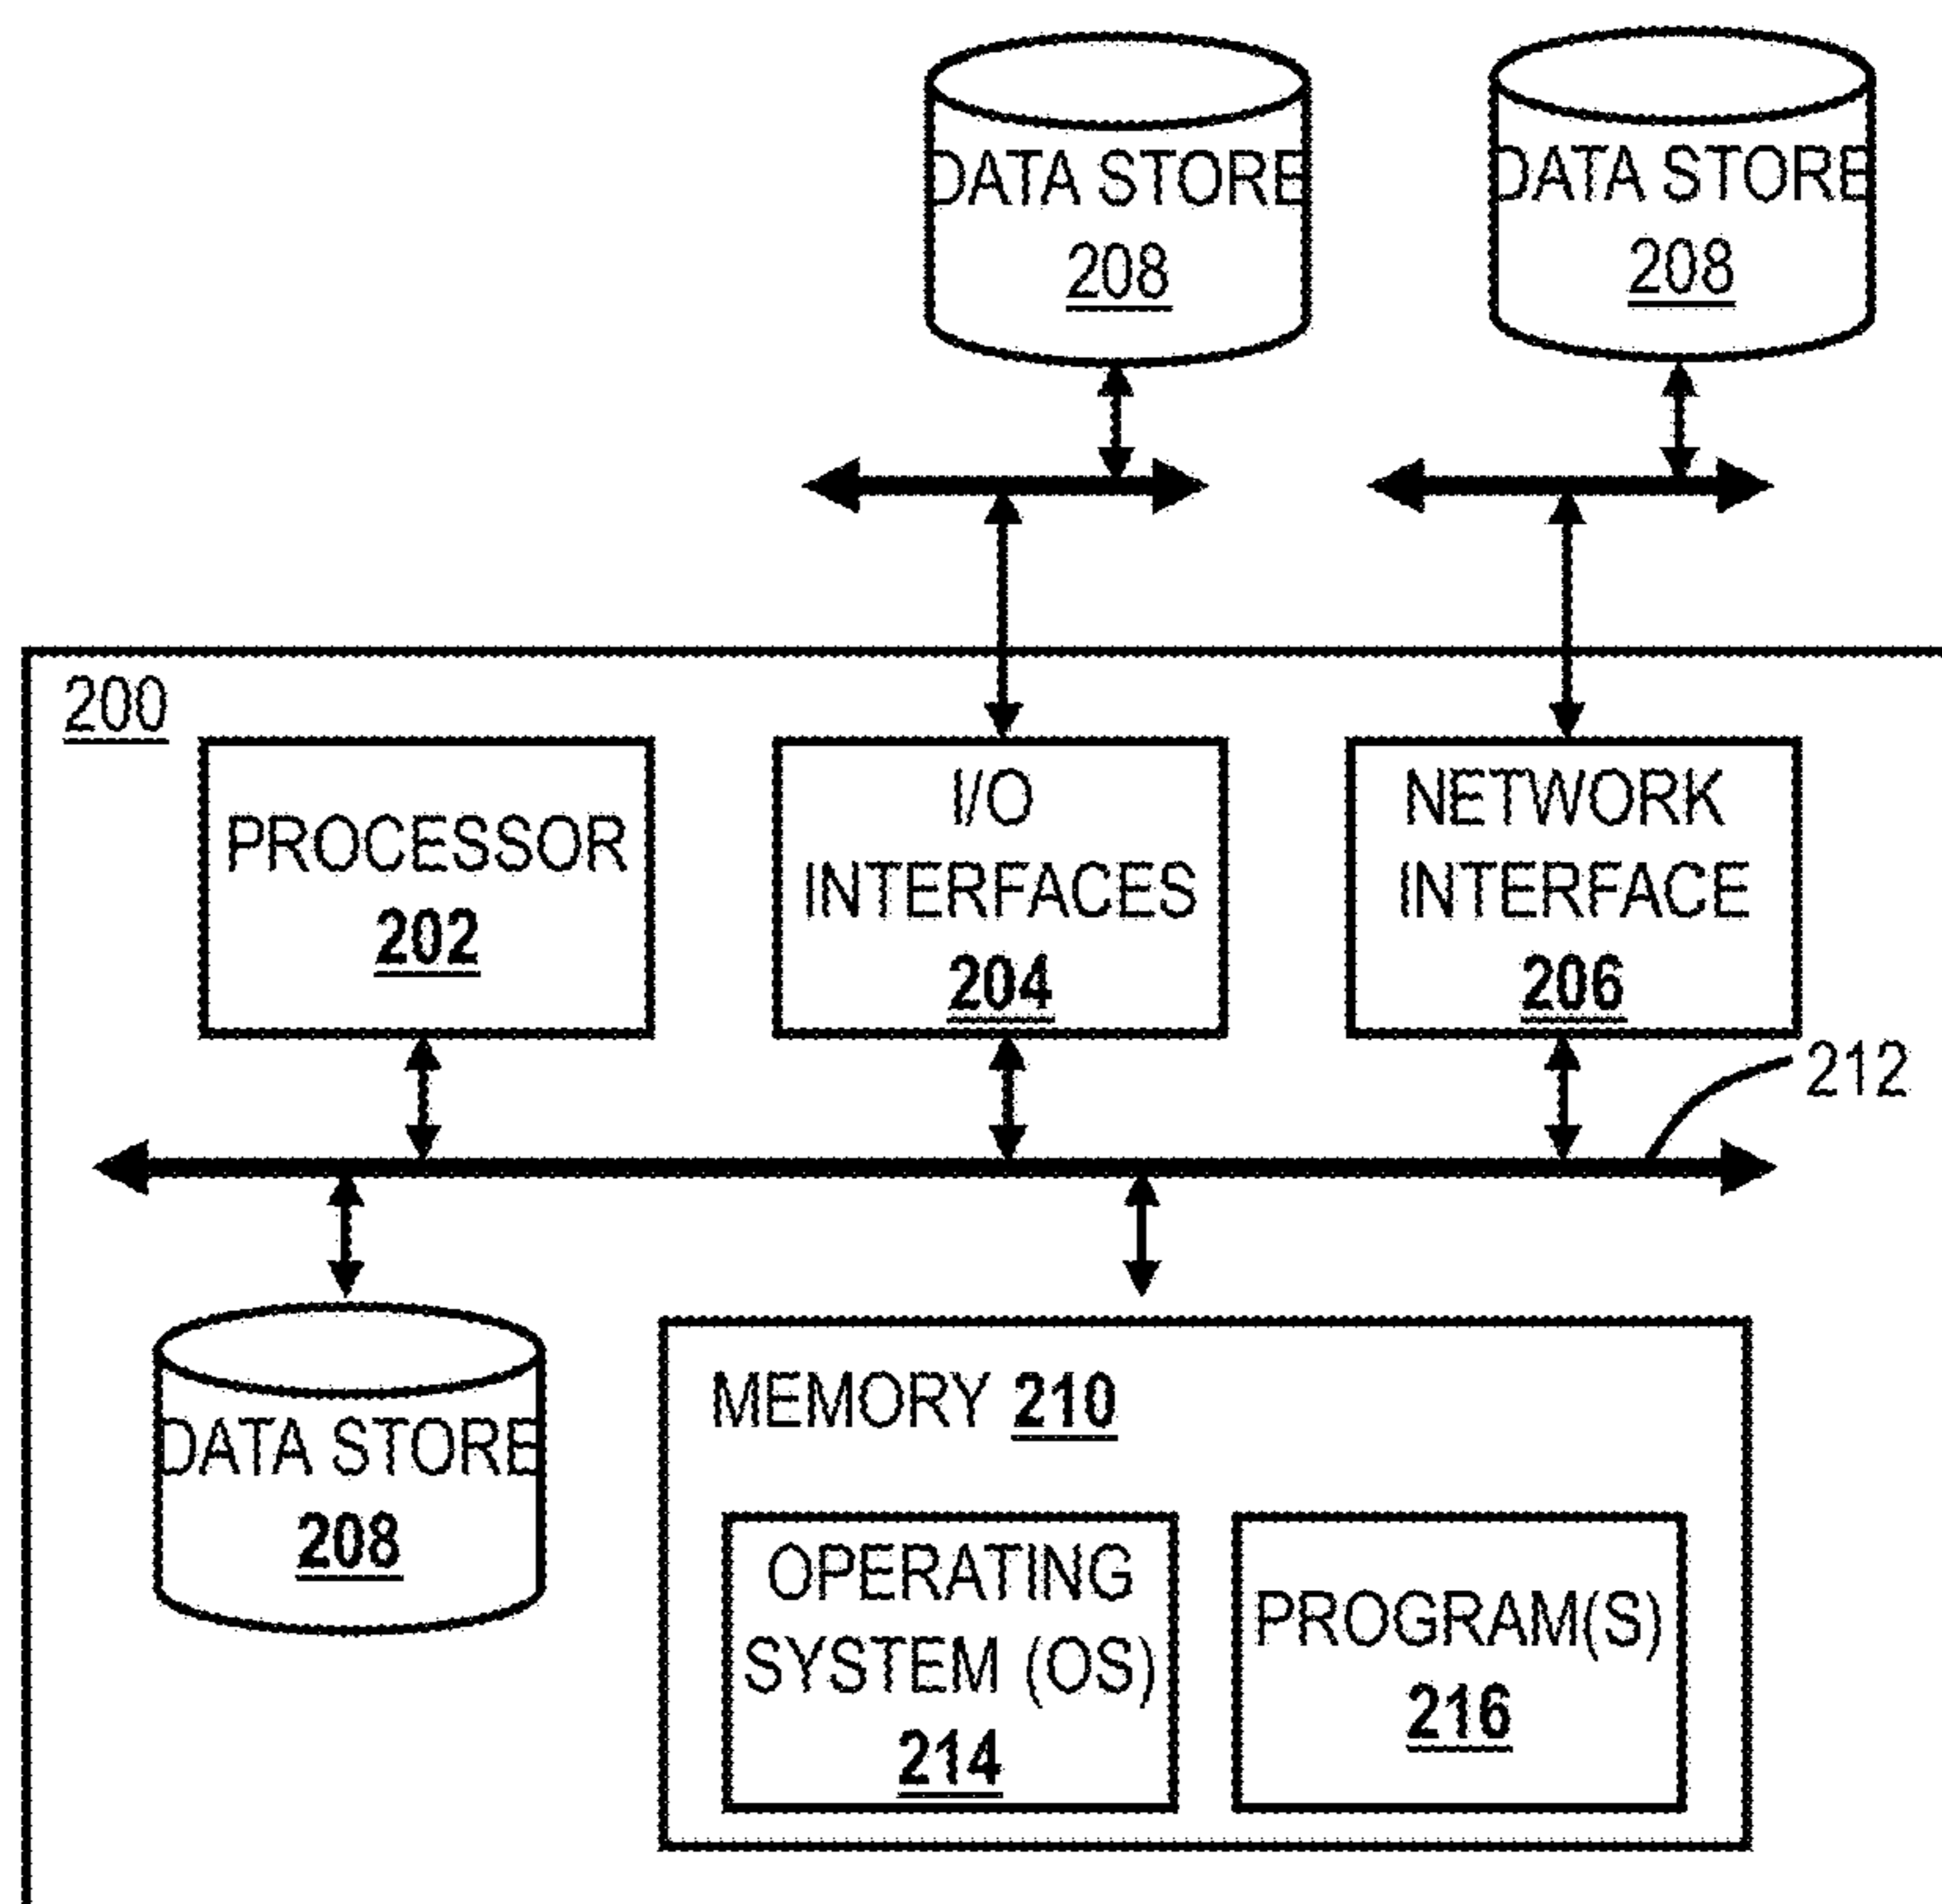 DATA STORE
208
DATA STORE
208
200
PROCESSOR
202
I/O
INTERFACES
204
NETWORK
INTERFACE
206
212
DATA STORE
208
MEMORY 210
OPERATING
SYSTEM (OS)
214
PROGRAM(S)
216